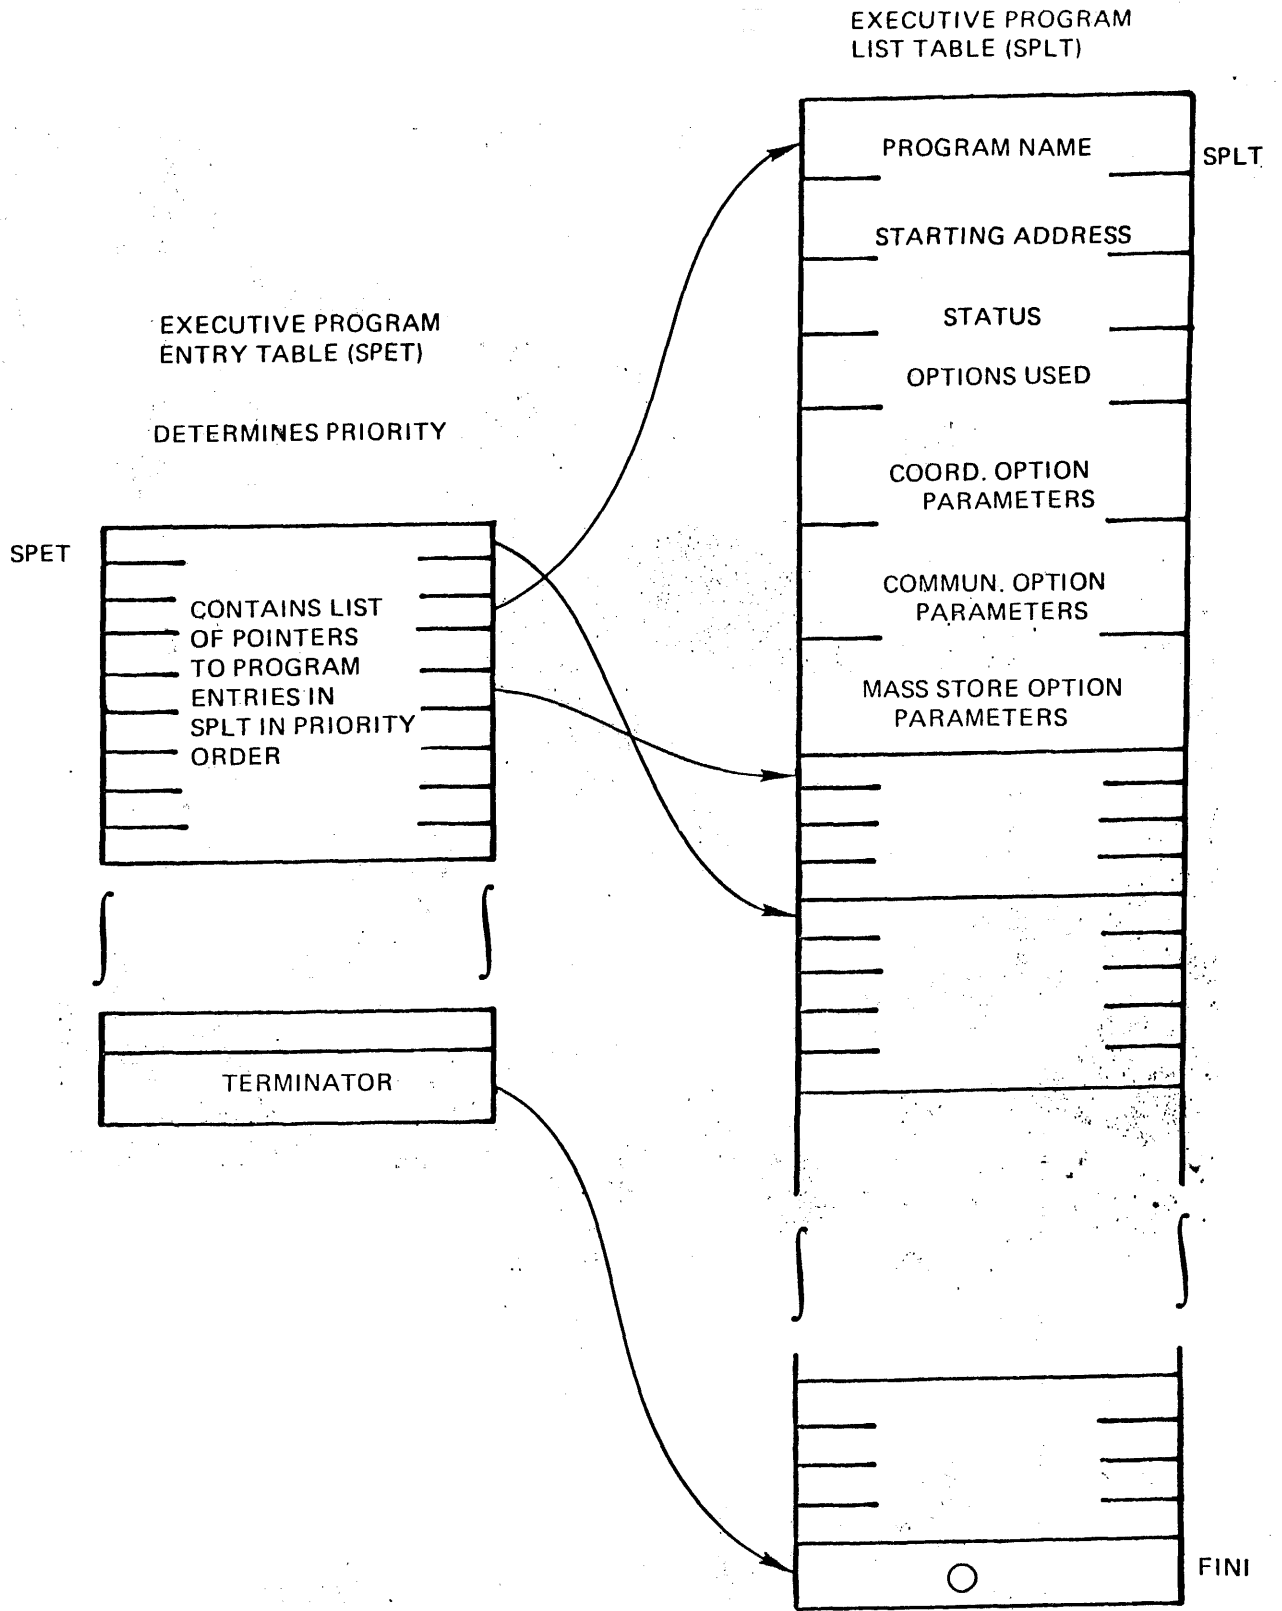 EXECUTIVE PROGRAM
LIST TABLE (SPLT)
PROGRAM NAME
SPLT
STARTING ADDRESS
STATUS
OPTIONS USED
COORD. OPTION
PARAMETERS
COMMUN. OPTION
PARAMETERS
MASS STORE OPTION
PARAMETERS
EXECUTIVE PROGRAM
ENTRY TABLE (SPET)
DETERMINES PRIORITY
SPET
CONTAINS LIST
OF POINTERS
TO PROGRAM
ENTRIES IN
SPLT IN PRIORITY
ORDER
TERMINATOR
O
FINI